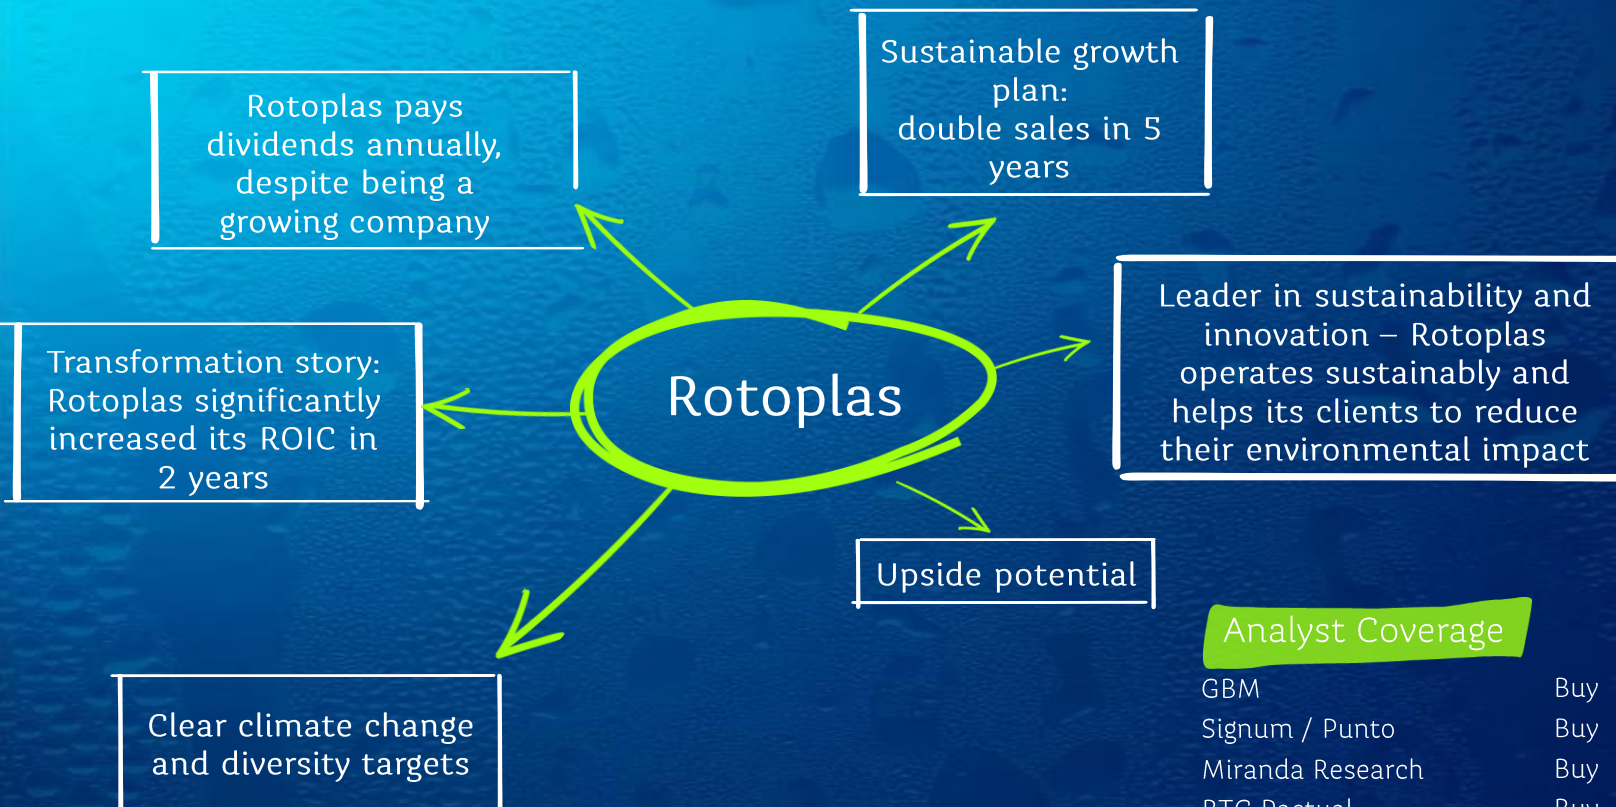 Rotoplas pays
dividends annually,
despite being a
growing company
Sustainable growth
plan:
double sales in 5
years
Transformation story:
Rotoplas significantly
increased its ROIC in
2 years
Rotoplas
Leader in sustainability and
innovation – Rotoplas
operates sustainably and
helps its clients to reduce
their environmental impact
Upside potential
Clear climate change
and diversity targets
Analyst Coverage
GBM Buy
Signum / Punto Buy
Miranda Research Buy
BTG Pactual Buy